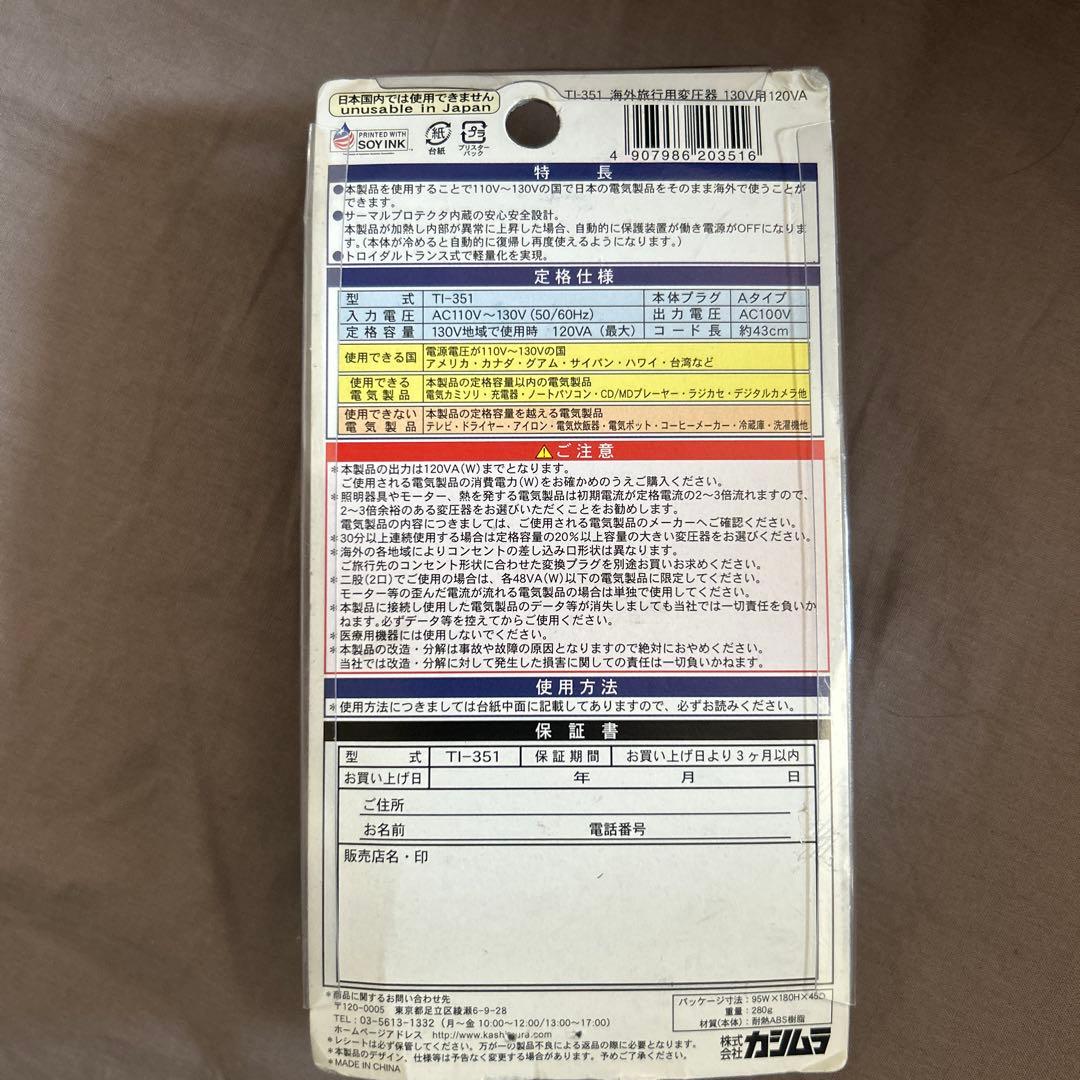 日本国内では使用できません
unusable in Japan
TI-351 海外旅行用変圧器 130V用120VA
PRINTED WITH
SOY INK
紙
台紙
プラ
ブリスター
パック
4 907986 203516
特長
●本製品を使用することで110V〜130Vの国で日本の電気製品をそのまま海外で使うことが
できます。
●サーマルプロテクタ内蔵の安心安全設計。
本製品が加熱し内部が異常に上昇した場合、自動的に保護装置が働き電源がOFFになりま
す。(本体が冷めると自動的に復帰し再度使えるようになります。)
●トロイダルトランス式で軽量化を実現。
定格仕様
型式 TI-351 本体プラグ Aタイプ
入力電圧 AC110V〜130V (50/60Hz) 出力電圧 AC100V
定格容量 130V地域で使用時 120VA (最大) コード長 約43cm
使用できる国 電源電圧が110V〜130Vの国
アメリカ・カナダ・グアム・サイパン・ハワイ・台湾など
使用できる 本製品の定格容量以内の電気製品
電気製品 電気カミソリ・充電器・ノートパソコン・CD/MDプレーヤー・ラジカセ・デジタルカメラ他
使用できない 本製品の定格容量を越える電気製品
電気製品 テレビ・ドライヤー・アイロン・電気炊飯器・電気ポット・コーヒーメーカー・冷蔵庫・洗濯機他
ご注意
*本製品の出力は120VA(W)までとなります。
ご使用される電気製品の消費電力(W)をお確かめのうえご購入ください。
*照明器具やモーター、熱を発する電気製品は初期電流が定格電流の2〜3倍流れますので、
2〜3倍余裕のある変圧器をお選びいただくことをお勧めします。
電気製品の内容につきましては、ご使用される電気製品のメーカーへご確認ください。
*30分以上連続使用する場合は定格容量の20%以上容量の大きい変圧器をお選びください。
*海外の各地域によりコンセントの差し込み口形状は異なります。
ご旅行先のコンセント形状に合わせた変換プラグを別途お買いお求めください。
*二股(2口)でご使用の場合は、各48VA(W)以下の電気製品に限定してください。
モーター等の歪んだ電流が流れる電気製品の場合は単独で使用してください。
*本製品に接続し使用した電気製品のデータ等が消失しましても当社では一切責任を負いか
ねます。必ずデータ等を控えてからご使用ください。
*医療用機器には使用しないでください。
*本製品の改造・分解は事故や故障の原因となりますので絶対におやめください。
当社では改造・分解に対して発生した損害に関しての責任は一切負いかねます。
使用方法
*使用方法につきましては台紙中面に記載してありますので、必ずお読みください。
保証書
型式 TI-351 保証期間 お買い上げ日より3ヶ月以内
お買い上げ日 年 月 日
ご住所
お名前 電話番号
販売店名・印
*商品に関するお問い合わせ先
〒120-0005 東京都足立区綾瀬6-9-28
TEL:03-5613-1332 (月〜金 10:00〜12:00/13:00〜17:00)
ホームページアドレス http://www.kashimura.com
*レシートは必ず保管してください。万が一の製品不良による返品の際に必要となります。
*本製品のデザイン、仕様等は予告なく変更する場合があります。予めご了承ください。
*MADE IN CHINA
パッケージ寸法:95W×180H×45D
重量:280g
材質(本体):耐熱ABS樹脂
株式会社 カシムラ